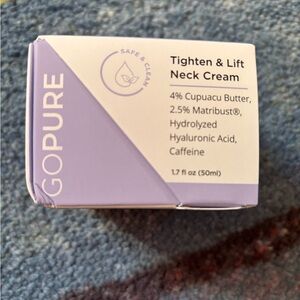 GOPURE
SAFE & CLEAN
Tighten & Lift
Neck Cream
4% Cupuacu Butter,
2.5% Matribust®,
Hydrolyzed
Hyaluronic Acid,
Caffeine
1.7 fl oz (50ml)